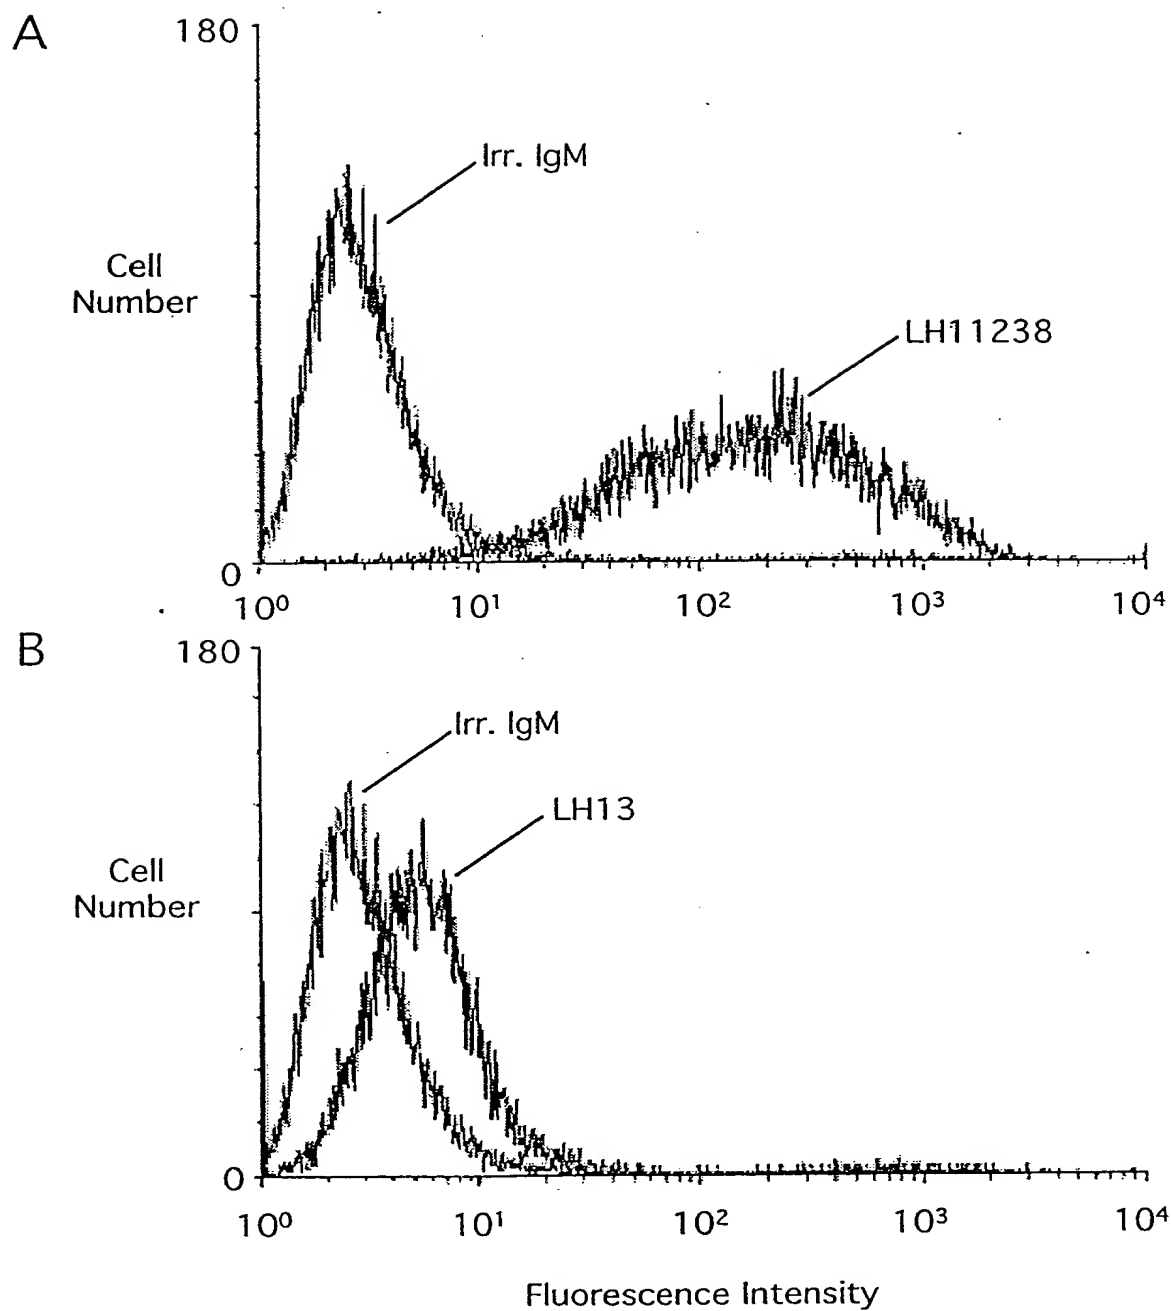 A
180
Irr. IgM
Cell
Number
LH11238
0
10⁰ 10¹ 10² 10³ 10⁴
B
180
Irr. IgM
LH13
Cell
Number
0
10⁰ 10¹ 10² 10³ 10⁴
Fluorescence Intensity